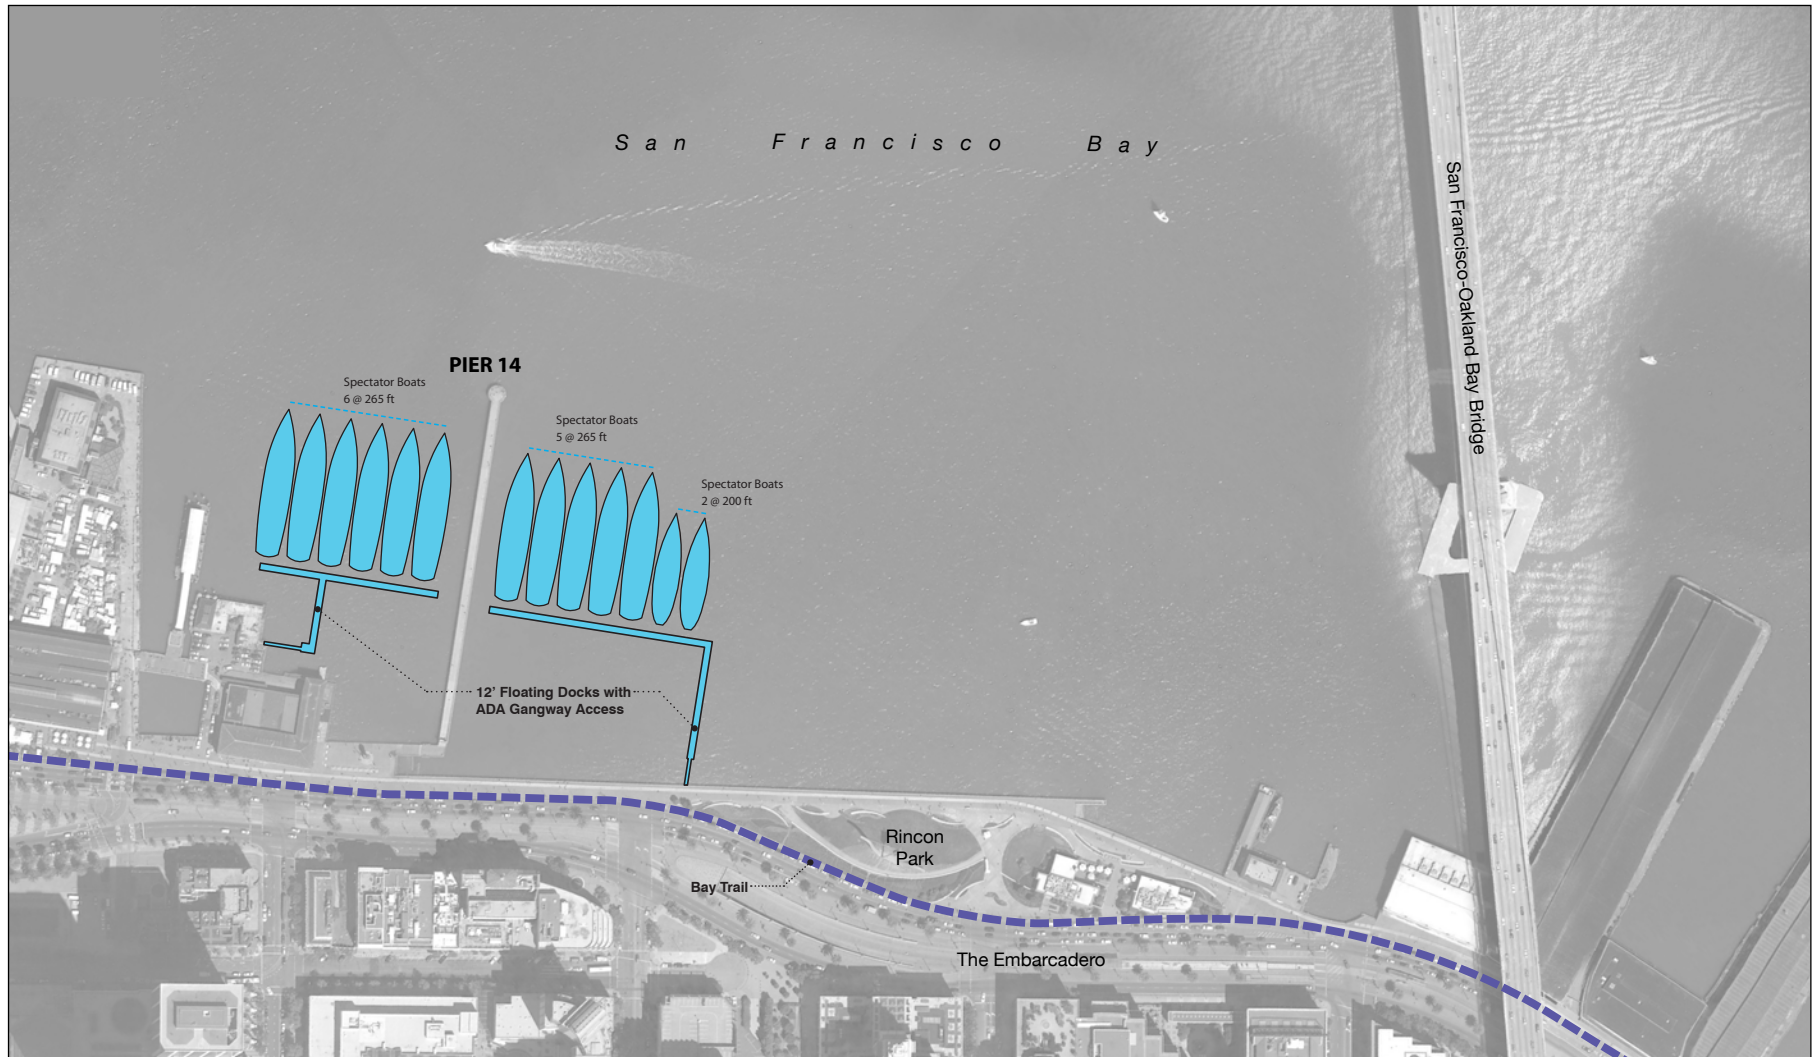 San Francisco Bay
San Francisco-Oakland Bay Bridge
PIER 14
Spectator Boats
6 @ 265 ft
Spectator Boats
5 @ 265 ft
Spectator Boats
2 @ 200 ft
12' Floating Docks with
ADA Gangway Access
Rincon
Park
Bay Trail
The Embarcadero